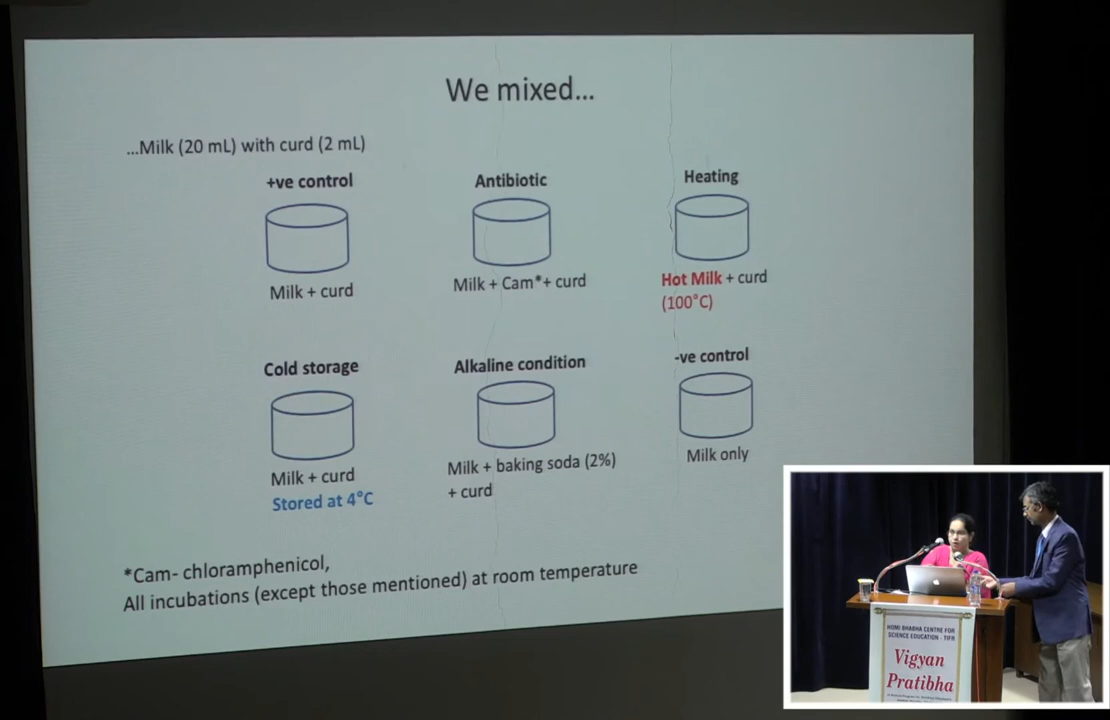 We mixed...
...Milk (20 mL) with curd (2 mL)
+ve control
Antibiotic
Heating
Milk + curd
Milk + Cam*+ curd
Hot Milk + curd
(100°C)
Cold storage
Alkaline condition
-ve control
Milk + curd
Stored at 4°C
Milk + baking soda (2%)
+ curd
Milk only
*Cam- chloramphenicol,
All incubations (except those mentioned) at room temperature
HOMI BHABHA CENTRE FOR
SCIENCE EDUCATION - TIFR
Vigyan
Pratibha